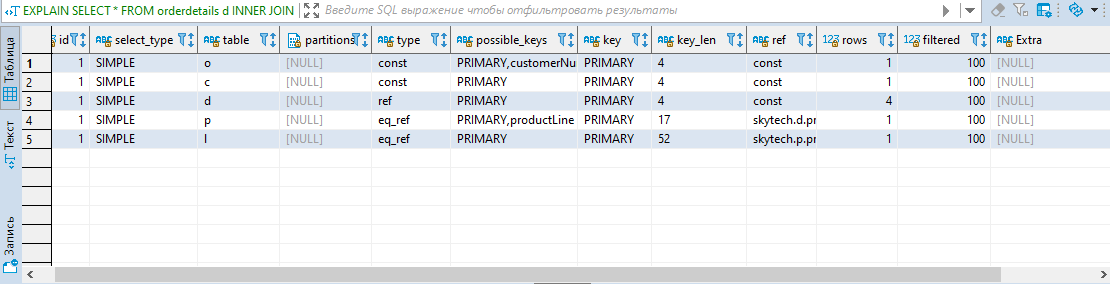 EXPLAIN SELECT * FROM orderdetails d INNER JOIN Введите SQL выражение чтобы отфильтровать результаты
Таблица
Текст
Запись
id select_type table partitions type possible_keys key key_len ref rows filtered Extra
1 1 SIMPLE o [NULL] const PRIMARY,customerNu PRIMARY 4 const 1 100 [NULL]
2 1 SIMPLE c [NULL] const PRIMARY PRIMARY 4 const 1 100 [NULL]
3 1 SIMPLE d [NULL] ref PRIMARY PRIMARY 4 const 4 100 [NULL]
4 1 SIMPLE p [NULL] eq_ref PRIMARY,productLine PRIMARY 17 skytech.d.pr 1 100 [NULL]
5 1 SIMPLE l [NULL] eq_ref PRIMARY PRIMARY 52 skytech.p.pr 1 100 [NULL]